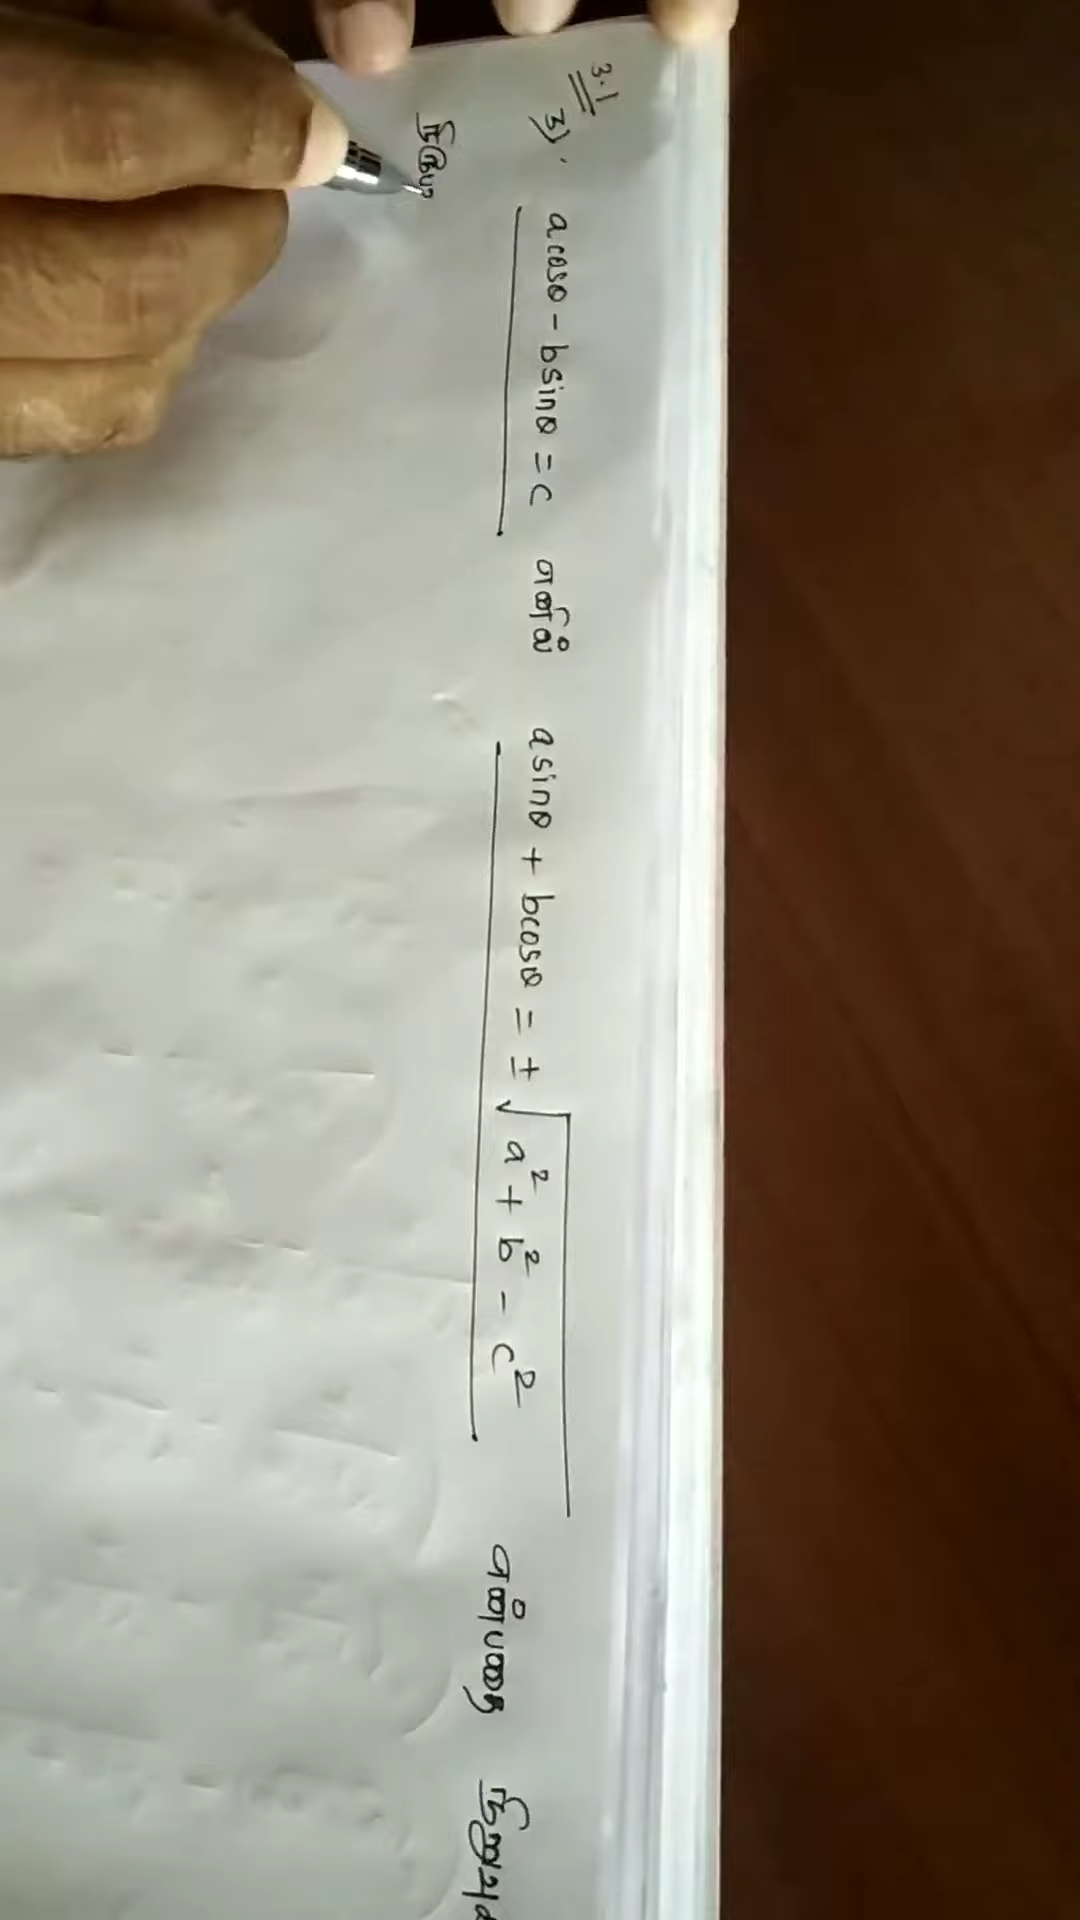 3.1
3). a cosθ - b sinθ = c எனில் a sinθ + b cosθ = ± √a² + b² - c² என்பதை